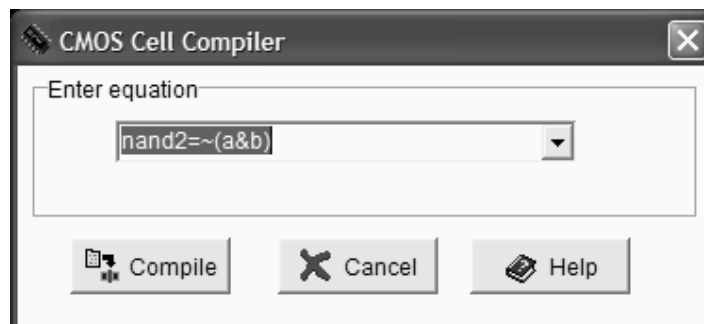 CMOS Cell Compiler
Enter equation
nand2=~(a&b)
Compile
Cancel
Help